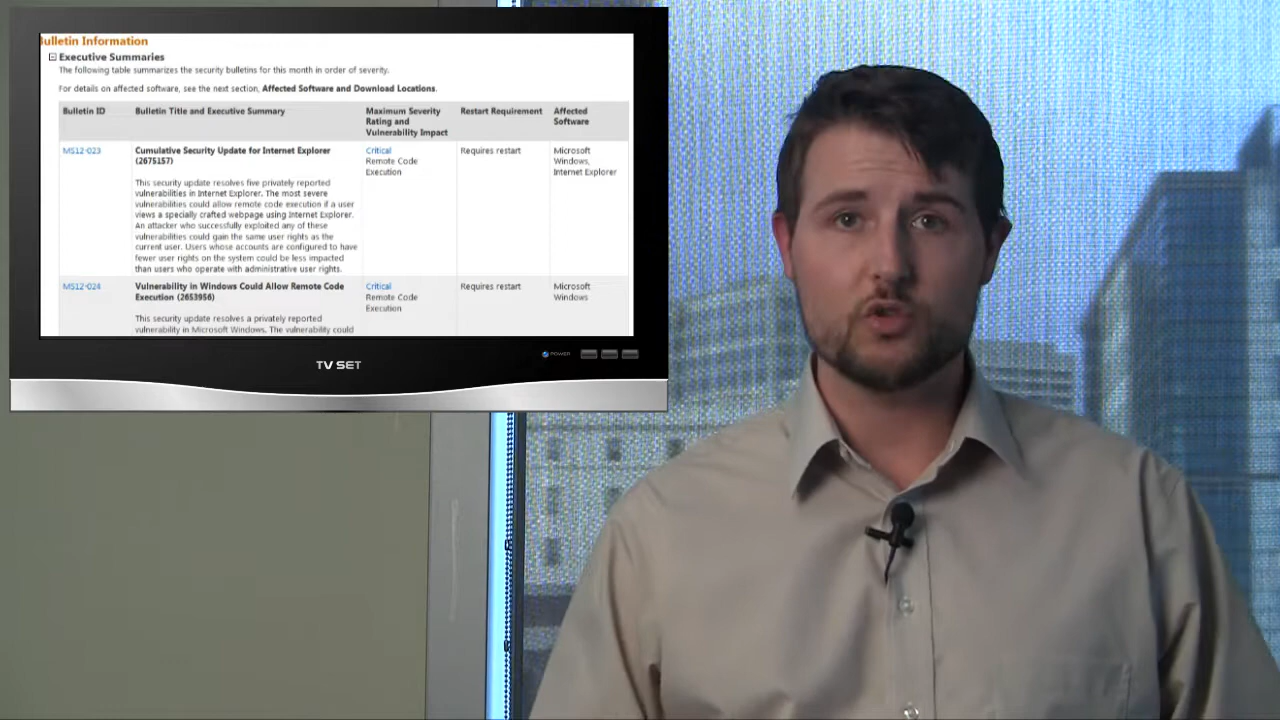 Bulletin Information
Executive Summaries
The following table summarizes the security bulletins for this month in order of severity.
For details on affected software, see the next section, Affected Software and Download Locations.
Bulletin ID
Bulletin Title and Executive Summary
Maximum Severity
Rating and
Vulnerability Impact
Restart Requirement
Affected
Software
MS12-023
Cumulative Security Update for Internet Explorer
(2675157)
This security update resolves five privately reported
vulnerabilities in Internet Explorer. The most severe
vulnerabilities could allow remote code execution if a user
views a specially crafted webpage using Internet Explorer.
An attacker who successfully exploited any of these
vulnerabilities could gain the same user rights as the
current user. Users whose accounts are configured to have
fewer user rights on the system could be less impacted
than users who operate with administrative user rights.
Critical
Remote Code
Execution
Requires restart
Microsoft
Windows,
Internet Explorer
MS12-024
Vulnerability in Windows Could Allow Remote Code
Execution (2653956)
This security update resolves a privately reported
vulnerability in Microsoft Windows. The vulnerability could
Critical
Remote Code
Execution
Requires restart
Microsoft
Windows
TV SET
POWER